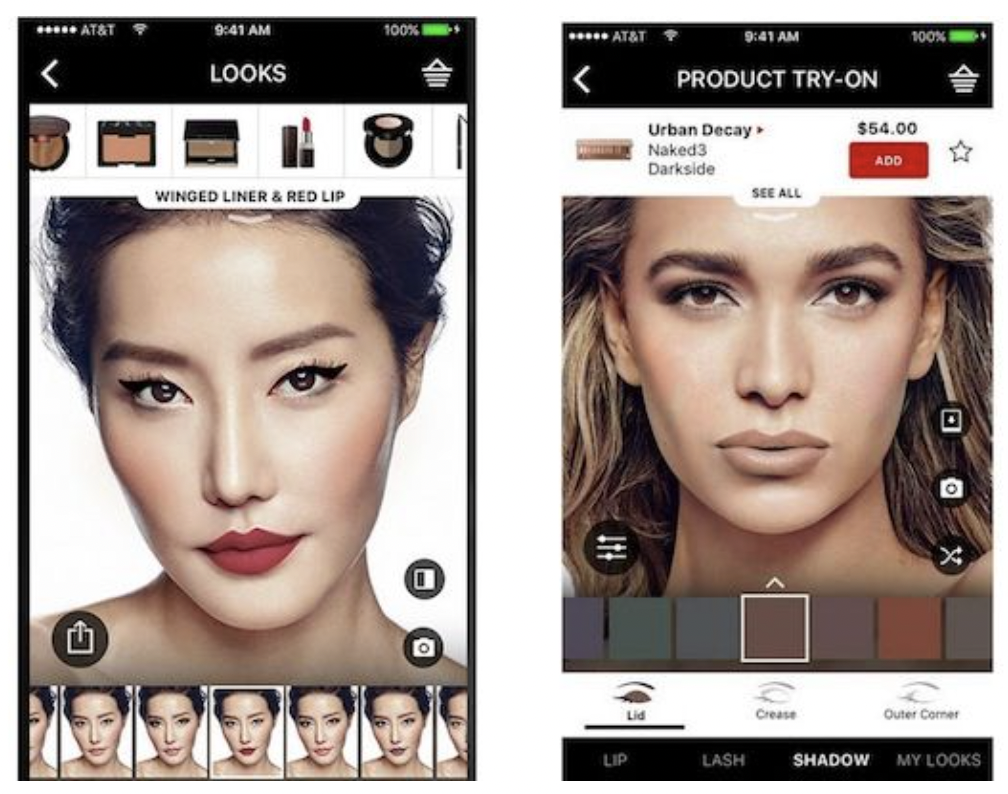 AT&T 9:41 AM 100%
LOOKS
WINGED LINER & RED LIP
AT&T 9:41 AM 100%
PRODUCT TRY-ON
Urban Decay
Naked3
Darkside
$54.00
ADD
SEE ALL
Lid Crease Outer Corner
LIP LASH SHADOW MY LOOKS